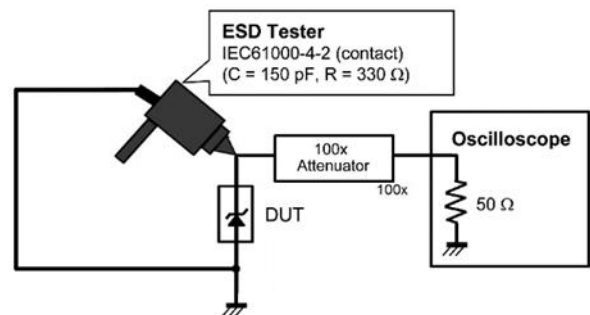 ESD Tester
IEC61000-4-2 (contact)
(C = 150 pF, R = 330 Ω)
100x
Attenuator
100x
Oscilloscope
50 Ω
DUT